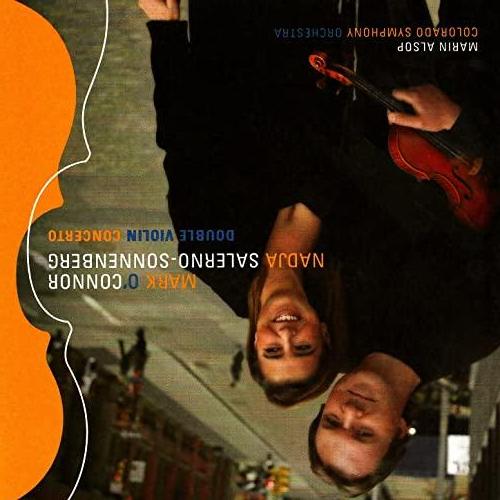 MARK O'CONNOR
NADJA SALERNO-SONNENBERG
DOUBLE VIOLIN CONCERTO
MARIN ALSOP
COLORADO SYMPHONY ORCHESTRA